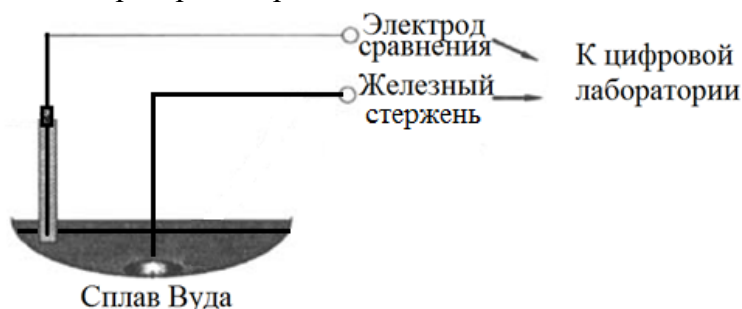 Электрод
сравнения
К цифровой
лаборатории
Железный
стержень
Сплав Вуда